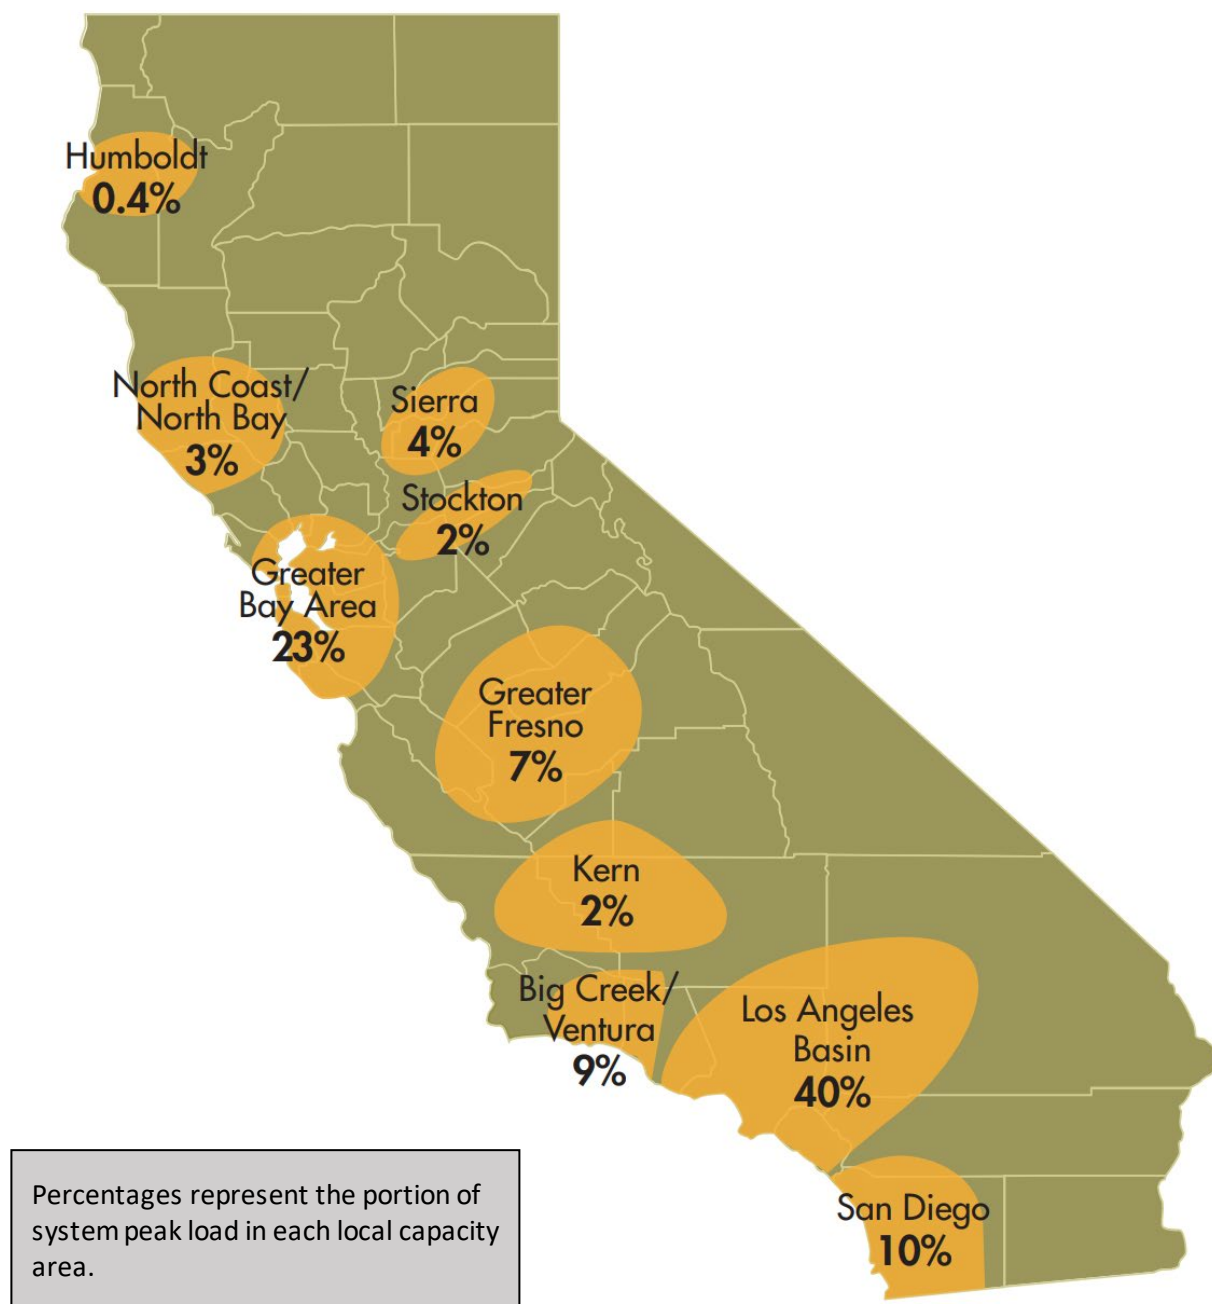 Humboldt
0.4%
North Coast/
North Bay
3%
Sierra
4%
Stockton
2%
Greater
Bay Area
23%
Greater
Fresno
7%
Kern
2%
Big Creek/
Ventura
9%
Los Angeles
Basin
40%
San Diego
10%
Percentages represent the portion of
system peak load in each local capacity
area.